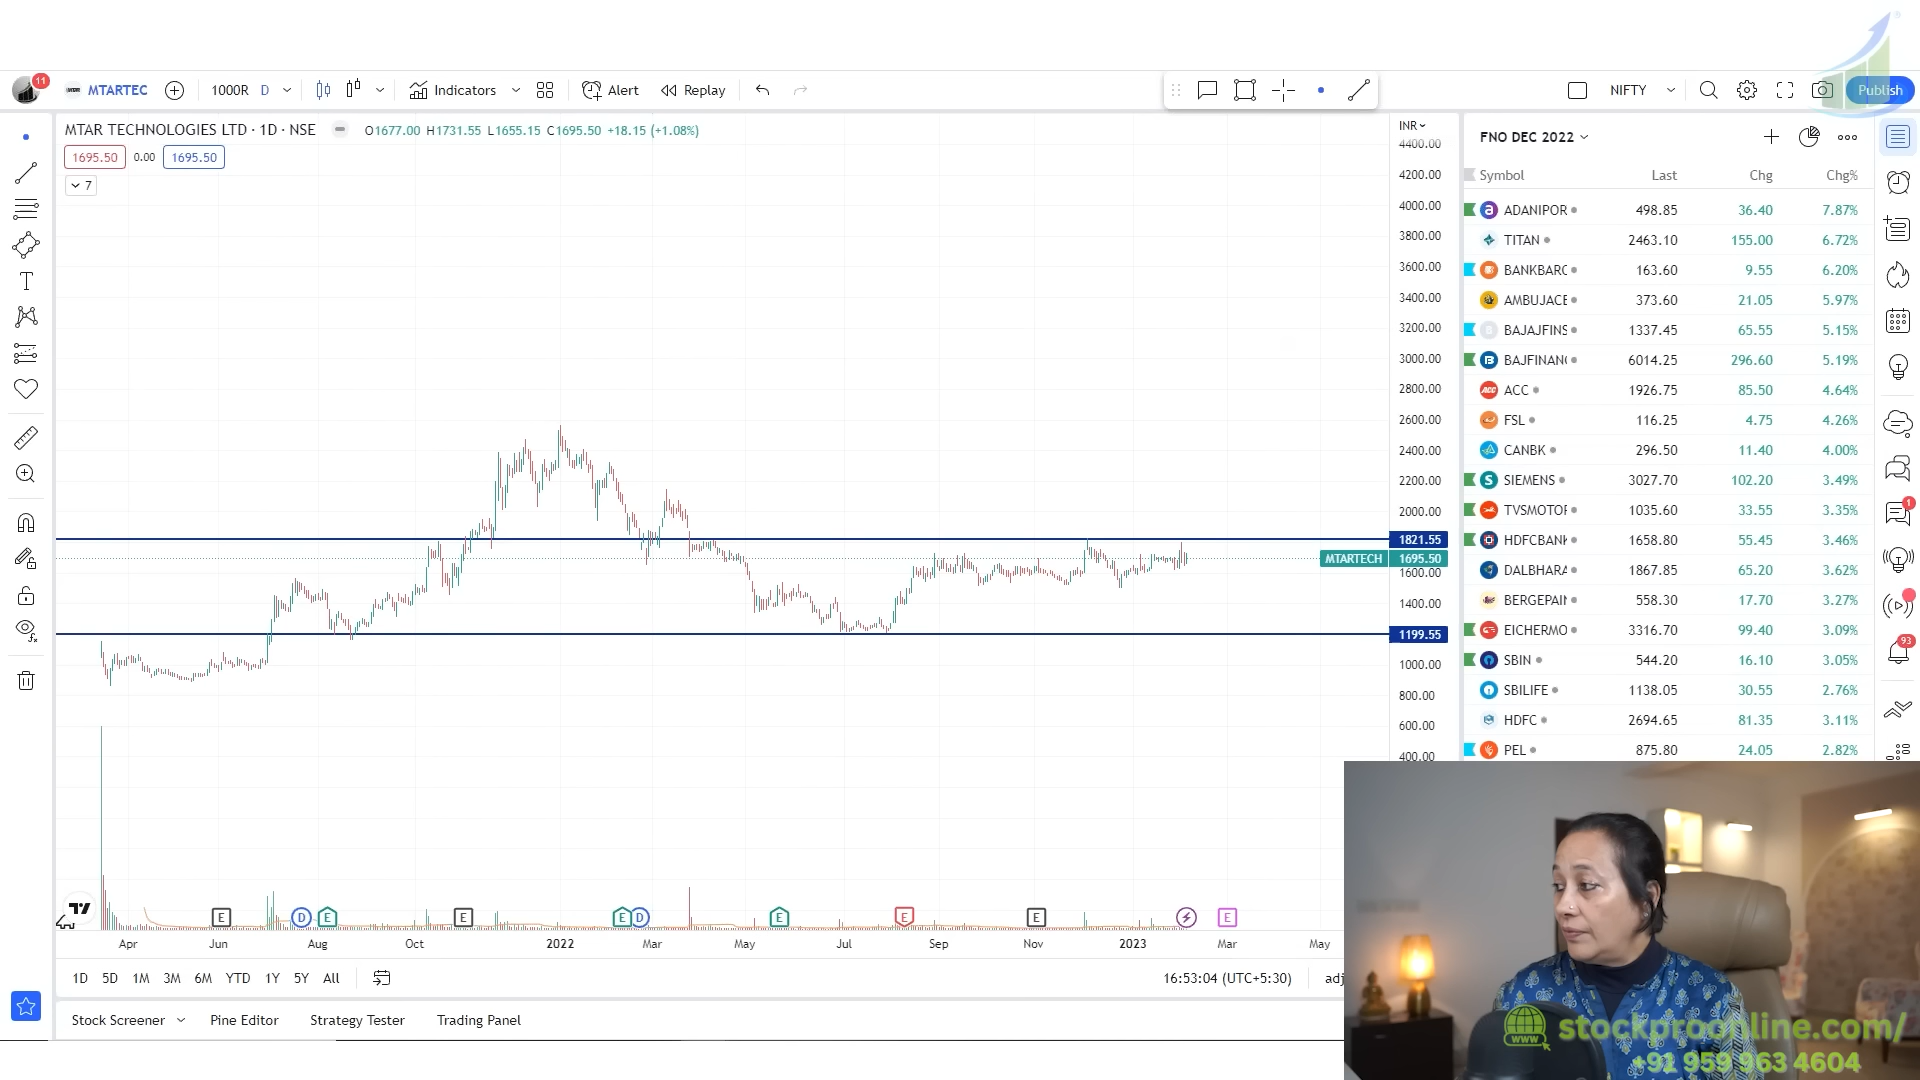 11
MTARTEC
1000R D
Indicators
Alert
Replay
NIFTY
Publish
MTAR TECHNOLOGIES LTD · 1D · NSE
O1677.00 H1731.55 L1655.15 C1695.50 +18.15 (+1.08%)
1695.50 0.00 1695.50
7
INR
4400.00
4200.00
4000.00
3800.00
3600.00
3400.00
3200.00
3000.00
2800.00
2600.00
2400.00
2200.00
2000.00
1821.55
MTARTECH 1695.50
1600.00
1400.00
1199.55
1000.00
800.00
600.00
400.00
E D E E E D E E E E
Apr Jun Aug Oct 2022 Mar May Jul Sep Nov 2023 Mar May
1D 5D 1M 3M 6M YTD 1Y 5Y All
16:53:04 (UTC+5:30)
adj
Stock Screener Pine Editor Strategy Tester Trading Panel
FNO DEC 2022
Symbol Last Chg Chg%
ADANIPOR 498.85 36.40 7.87%
TITAN 2463.10 155.00 6.72%
BANKBARC 163.60 9.55 6.20%
AMBUJACE 373.60 21.05 5.97%
BAJAJFINS 1337.45 65.55 5.15%
BAJFINAN 6014.25 296.60 5.19%
ACC 1926.75 85.50 4.64%
FSL 116.25 4.75 4.26%
CANBK 296.50 11.40 4.00%
SIEMENS 3027.70 102.20 3.49%
TVSMOTOF 1035.60 33.55 3.35%
HDFCBANK 1658.80 55.45 3.46%
DALBHARA 1867.85 65.20 3.62%
BERGEPAIN 558.30 17.70 3.27%
EICHERMO 3316.70 99.40 3.09%
SBIN 544.20 16.10 3.05%
SBILIFE 1138.05 30.55 2.76%
HDFC 2694.65 81.35 3.11%
PEL 875.80 24.05 2.82%
1
93
www
stockproonline.com/
+91 959 963 4604